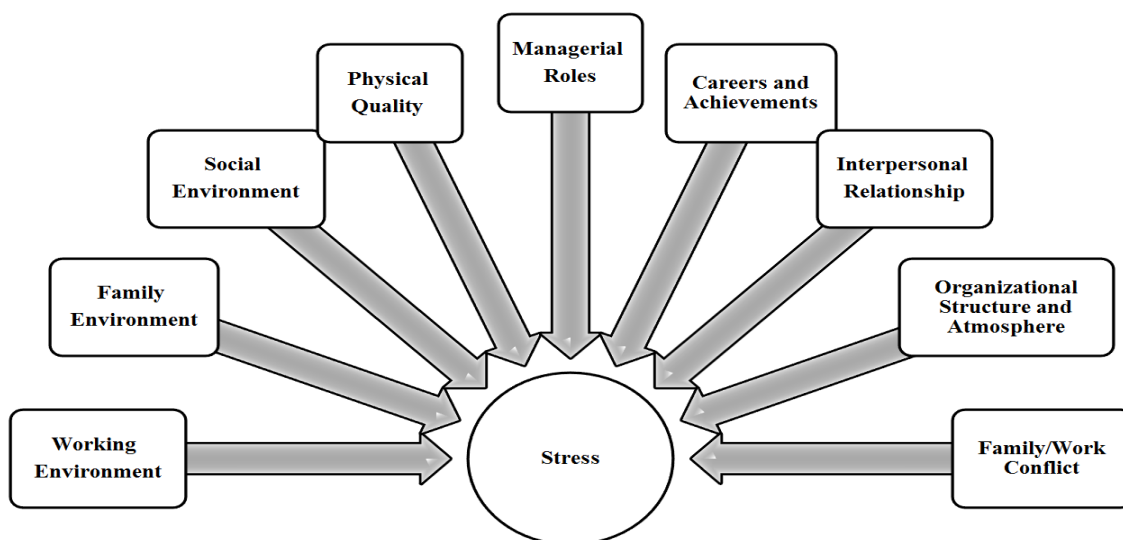 Managerial
Roles
Physical
Quality
Careers and
Achievements
Social
Environment
Interpersonal
Relationship
Family
Environment
Organizational
Structure and
Atmosphere
Working
Environment
Stress
Family/Work
Conflict